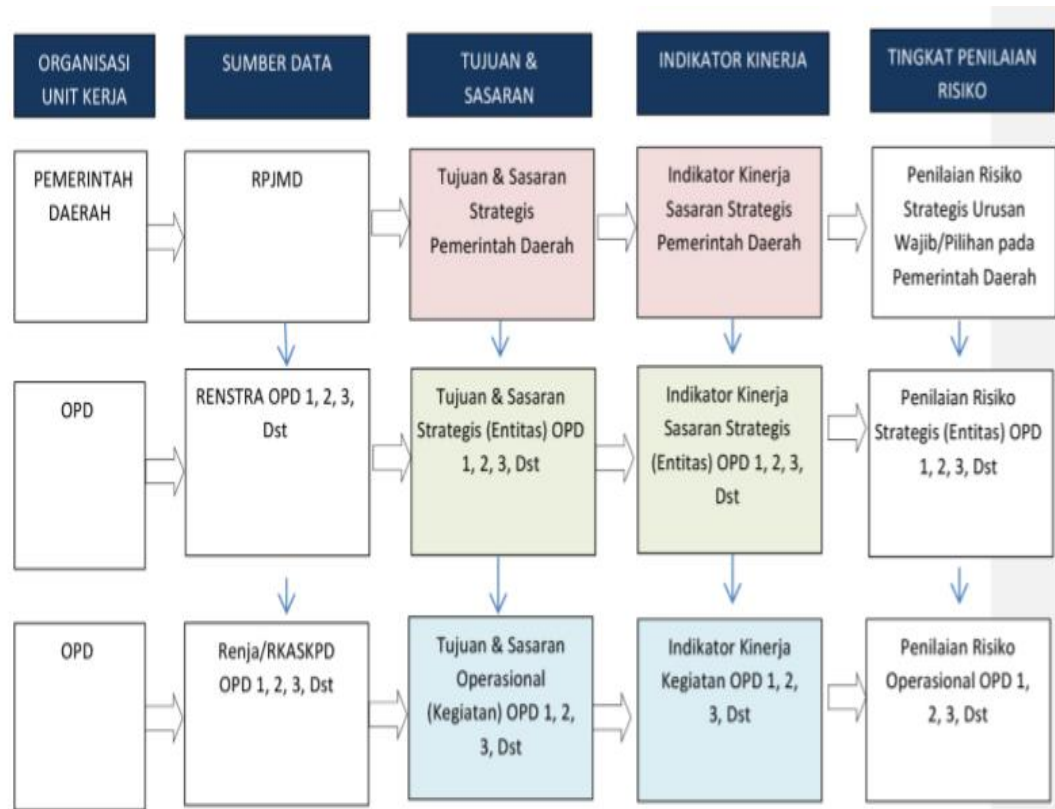 ORGANISASI
UNIT KERJA
SUMBER DATA
TUJUAN &
SASARAN
INDIKATOR KINERJA
TINGKAT PENILAIAN
RISIKO
PEMERINTAH
DAERAH
RPJMD
Tujuan & Sasaran
Strategis
Pemerintah Daerah
Indikator Kinerja
Sasaran Strategis
Pemerintah Daerah
Penilaian Risiko
Strategis Urusan
Wajib/Pilihan pada
Pemerintah Daerah
OPD
RENSTRA OPD 1, 2, 3,
Dst
Tujuan & Sasaran
Strategis (Entitas) OPD
1, 2, 3, Dst
Indikator Kinerja
Sasaran Strategis
(Entitas) OPD 1, 2, 3,
Dst
Penilaian Risiko
Strategis (Entitas) OPD
1, 2, 3, Dst
OPD
Renja/RKASKPD
OPD 1, 2, 3, Dst
Tujuan & Sasaran
Operasional
(Kegiatan) OPD 1, 2,
3, Dst
Indikator Kinerja
Kegiatan OPD 1, 2,
3, Dst
Penilaian Risiko
Operasional OPD 1,
2, 3, Dst